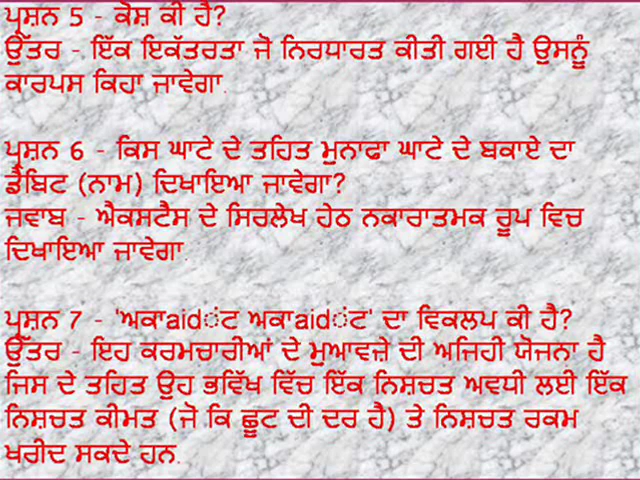 ਪ੍ਰਸ਼ਨ 5 - ਕੋਸ਼ ਕੀ ਹੈ?
ਉੱਤਰ - ਇੱਕ ਇਕੱਤਰਤਾ ਜੋ ਨਿਰਧਾਰਤ ਕੀਤੀ ਗਈ ਹੈ ਉਸਨੂੰ
ਕਾਰਪਸ ਕਿਹਾ ਜਾਵੇਗਾ.
ਪ੍ਰਸ਼ਨ 6 - ਕਿਸ ਘਾਟੇ ਦੇ ਤਹਿਤ ਮੁਨਾਫਾ ਘਾਟੇ ਦੇ ਬਕਾਏ ਦਾ
ਡੈਬਿਟ (ਨਾਮ) ਦਿਖਾਇਆ ਜਾਵੇਗਾ?
ਜਵਾਬ - ਐਕਸਟੈਸ ਦੇ ਸਿਰਲੇਖ ਹੇਠ ਨਕਾਰਾਤਮਕ ਰੂਪ ਵਿਚ
ਦਿਖਾਇਆ ਜਾਵੇਗਾ.
ਪ੍ਰਸ਼ਨ 7 - 'ਅਕਾaidਂਟ ਅਕਾaidਂਟ' ਦਾ ਵਿਕਲਪ ਕੀ ਹੈ?
ਉੱਤਰ - ਇਹ ਕਰਮਚਾਰੀਆਂ ਦੇ ਮੁਆਵਜ਼ੇ ਦੀ ਅਜਿਹੀ ਯੋਜਨਾ ਹੈ
ਜਿਸ ਦੇ ਤਹਿਤ ਉਹ ਭਵਿੱਖ ਵਿੱਚ ਇੱਕ ਨਿਸ਼ਚਤ ਅਵਧੀ ਲਈ ਇੱਕ
ਨਿਸ਼ਚਤ ਕੀਮਤ (ਜੋ ਕਿ ਛੂਟ ਦੀ ਦਰ ਹੈ) ਤੇ ਨਿਸ਼ਚਤ ਰਕਮ
ਖਰੀਦ ਸਕਦੇ ਹਨ.